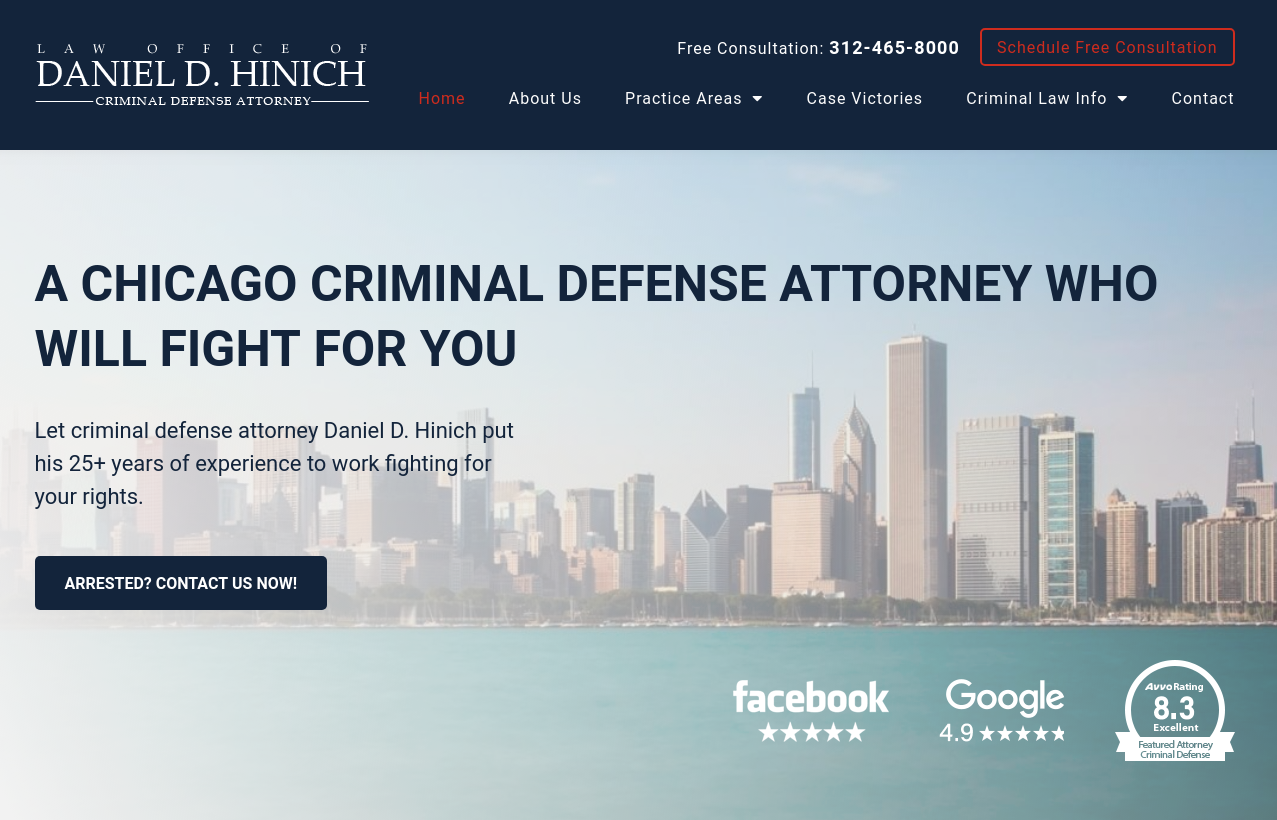 LAW OFFICE OF
DANIEL D. HINICH
CRIMINAL DEFENSE ATTORNEY
Free Consultation: 312-465-8000
Schedule Free Consultation
Home
About Us
Practice Areas
Case Victories
Criminal Law Info
Contact
A CHICAGO CRIMINAL DEFENSE ATTORNEY WHO
WILL FIGHT FOR YOU
Let criminal defense attorney Daniel D. Hinich put
his 25+ years of experience to work fighting for
your rights.
ARRESTED? CONTACT US NOW!
facebook
★★★★★
Google
4.9 ★★★★★
Avvo Rating
8.3
Excellent
Featured Attorney
Criminal Defense